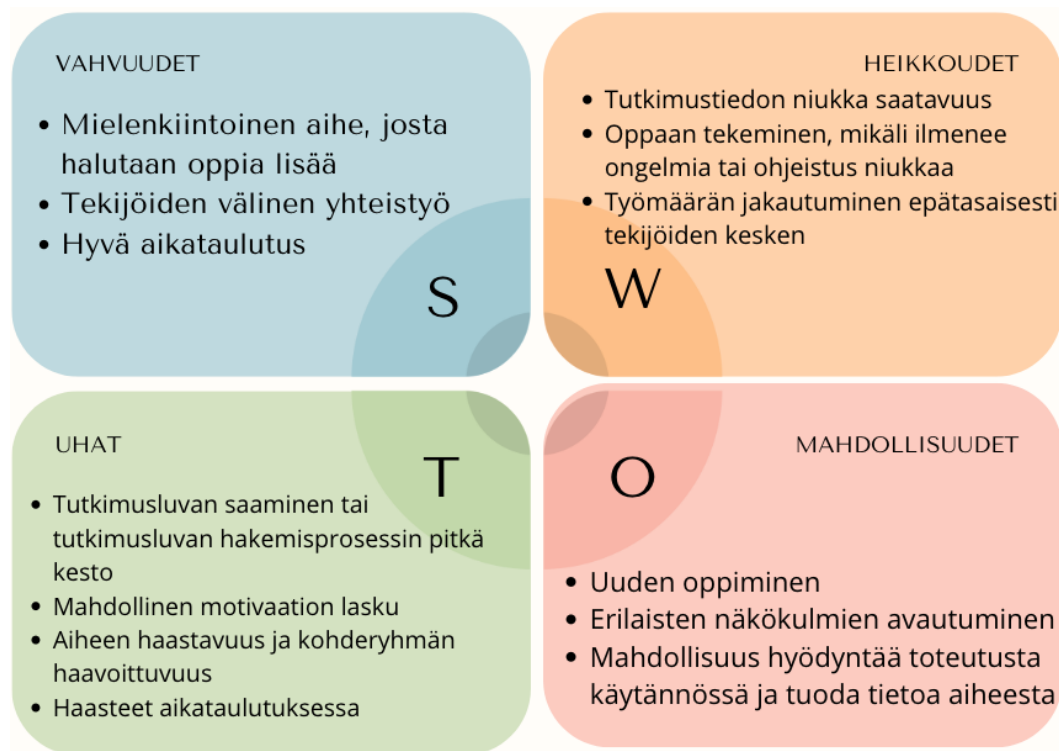 VAHVUUDET
• Mielenkiintoinen aihe, josta
halutaan oppia lisää
• Tekijöiden välinen yhteistyö
• Hyvä aikataulutus
S
HEIKKOUDET
• Tutkimustiedon niukka saatavuus
• Oppaan tekeminen, mikäli ilmenee
ongelmia tai ohjeistus niukkaa
• Työmäärän jakautuminen epätasaisesti
tekijöiden kesken
W
UHAT
T
• Tutkimusluvan saaminen tai
tutkimusluvan hakemisprosessin pitkä
kesto
• Mahdollinen motivaation lasku
• Aiheen haastavuus ja kohderyhmän
haavoittuvuus
• Haasteet aikataulutuksessa
MAHDOLLISUUDET
O
• Uuden oppiminen
• Erilaisten näkökulmien avautuminen
• Mahdollisuus hyödyntää toteutusta
käytännössä ja tuoda tietoa aiheesta